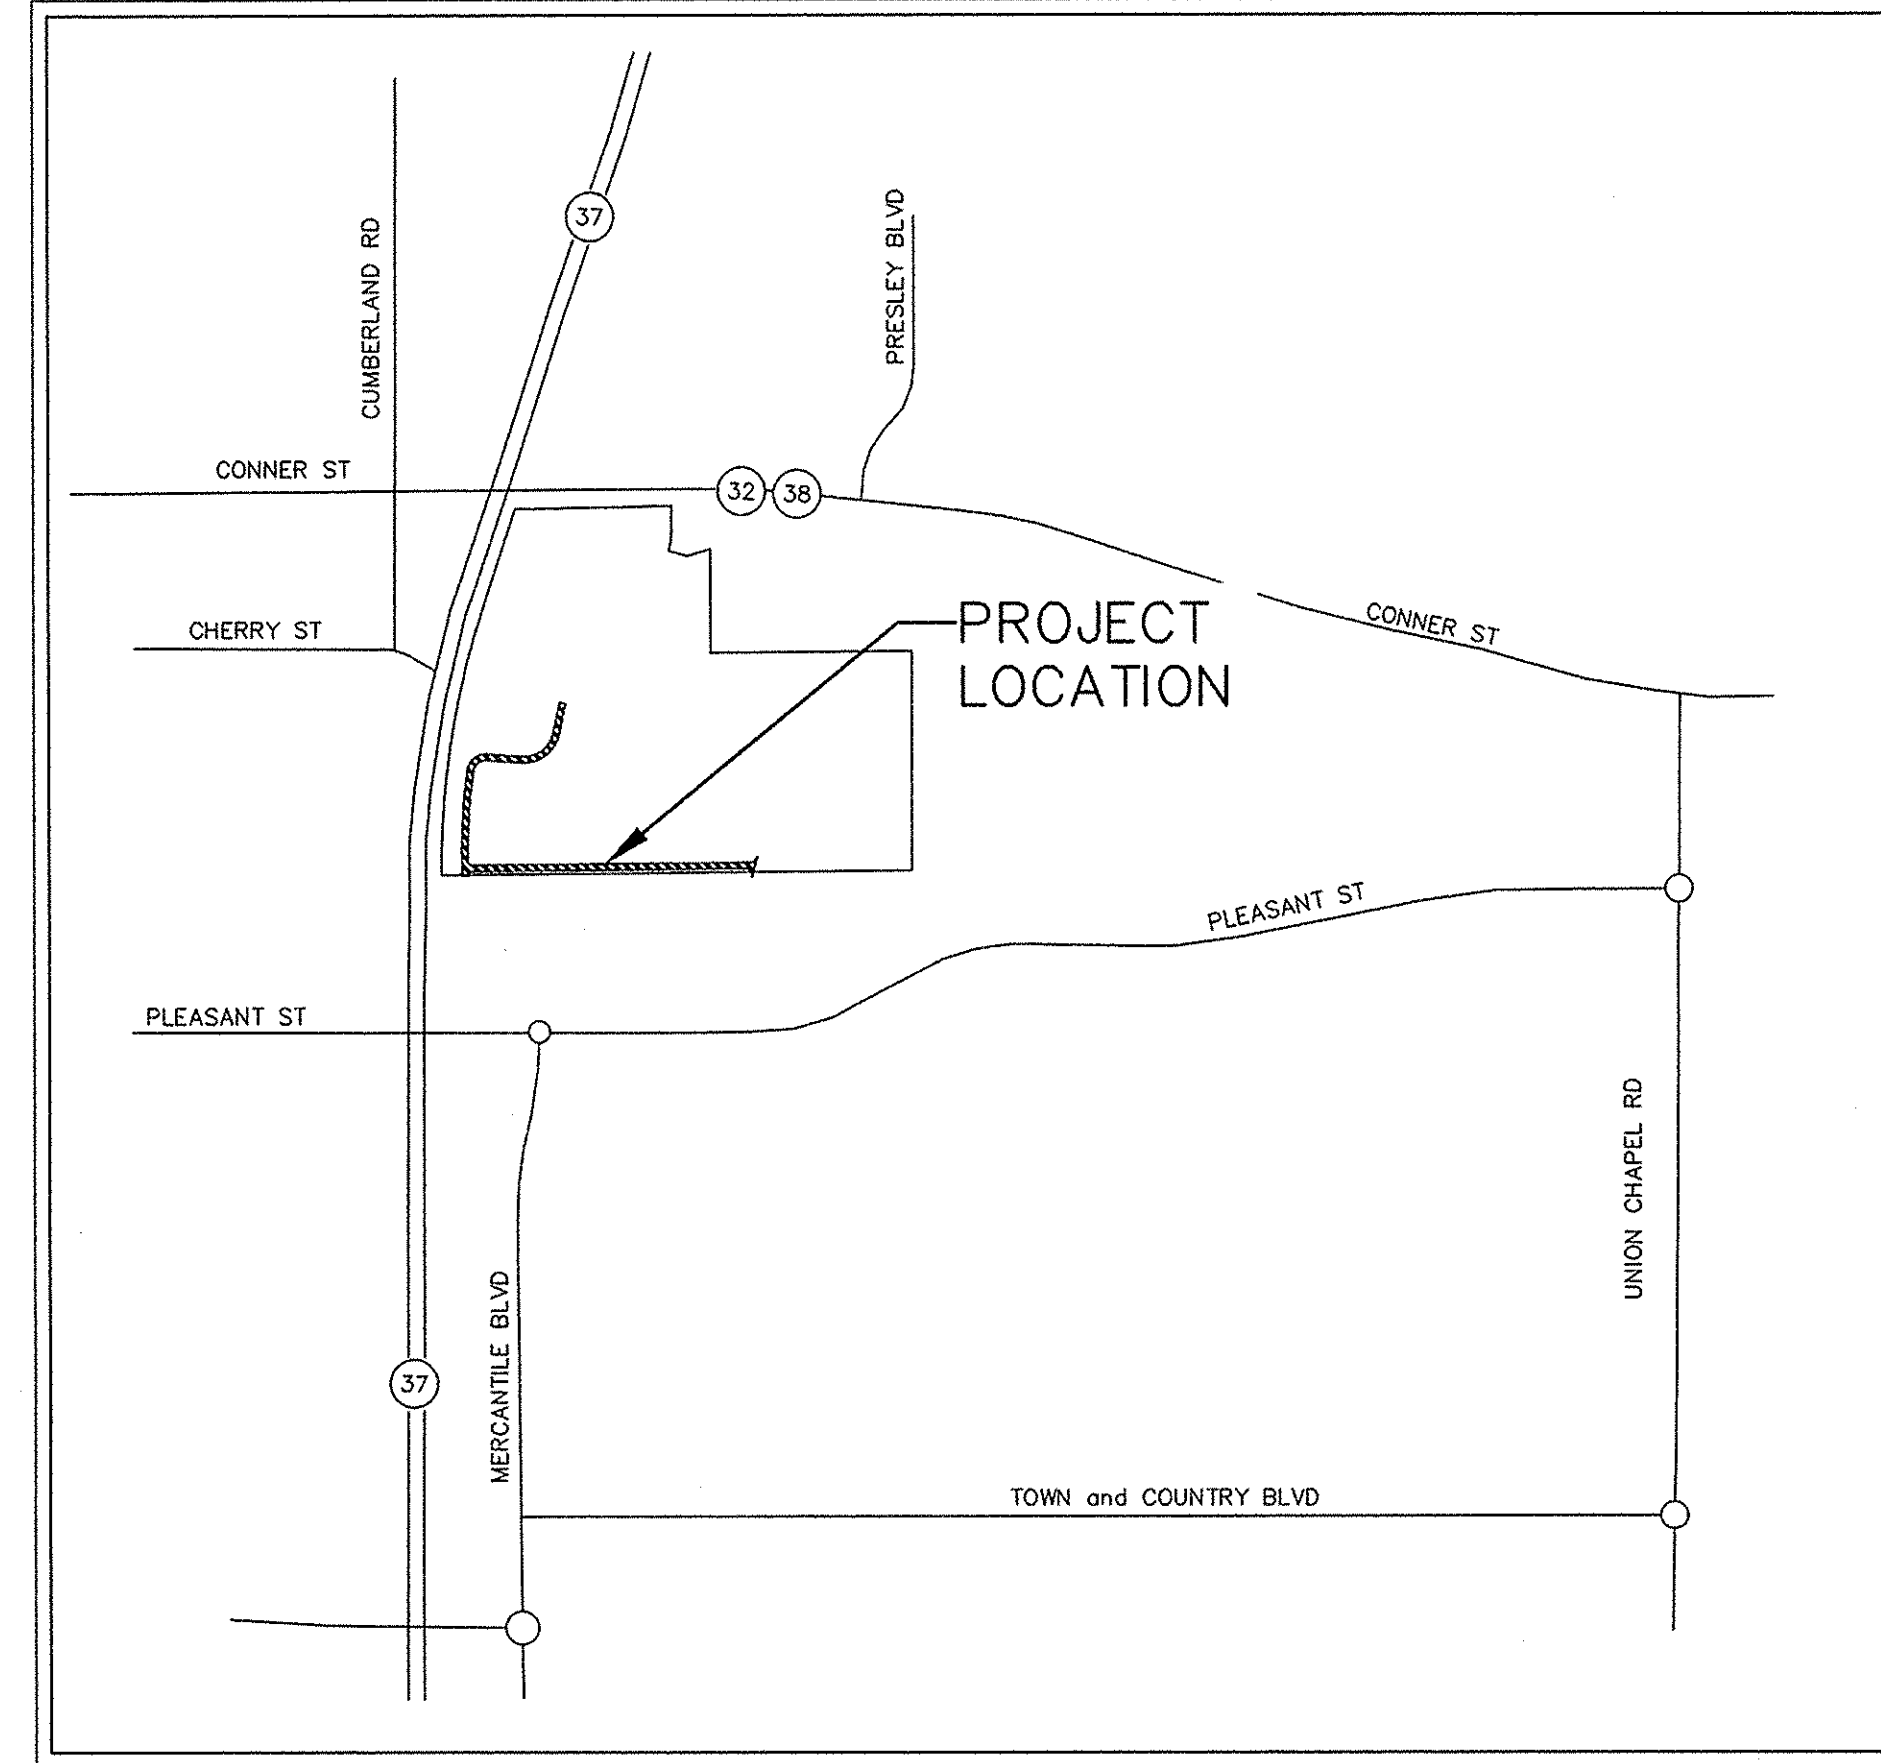 37
CUMBERLAND RD
PRESLEY BLVD
CONNER ST
32
38
CHERRY ST
PROJECT
LOCATION
CONNER ST
PLEASANT ST
PLEASANT ST
UNION CHAPEL RD
MERCANTILE BLVD
37
TOWN and COUNTRY BLVD